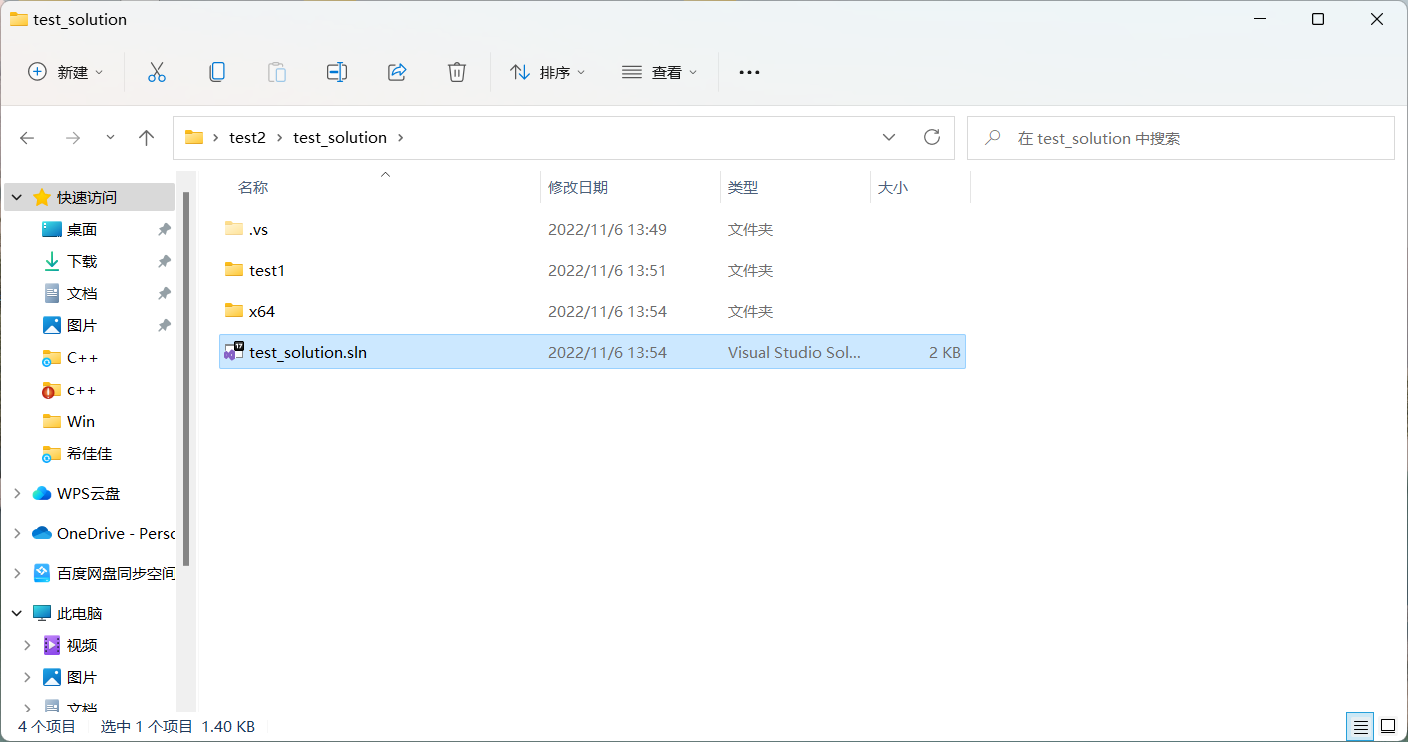 test_solution
新建
排序
查看
test2
test_solution
在 test_solution 中搜索
名称
修改日期
类型
大小
快速访问
桌面
下载
文档
图片
C++
c++
Win
希佳佳
WPS云盘
OneDrive - Perso
百度网盘同步空间
此电脑
视频
图片
文档
.vs
2022/11/6 13:49
文件夹
test1
2022/11/6 13:51
文件夹
x64
2022/11/6 13:54
文件夹
17
test_solution.sln
2022/11/6 13:54
Visual Studio Sol...
2 KB
4 个项目
选中 1 个项目 1.40 KB